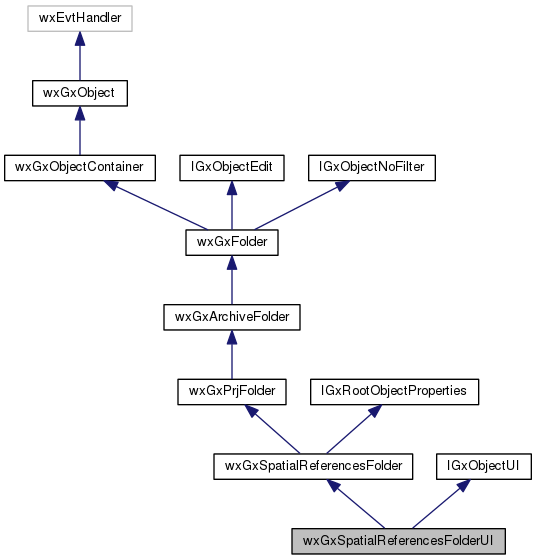 wxEvtHandler
wxGxObject
wxGxObjectContainer
IGxObjectEdit
IGxObjectNoFilter
wxGxFolder
wxGxArchiveFolder
wxGxPrjFolder
IGxRootObjectProperties
wxGxSpatialReferencesFolder
IGxObjectUI
wxGxSpatialReferencesFolderUI